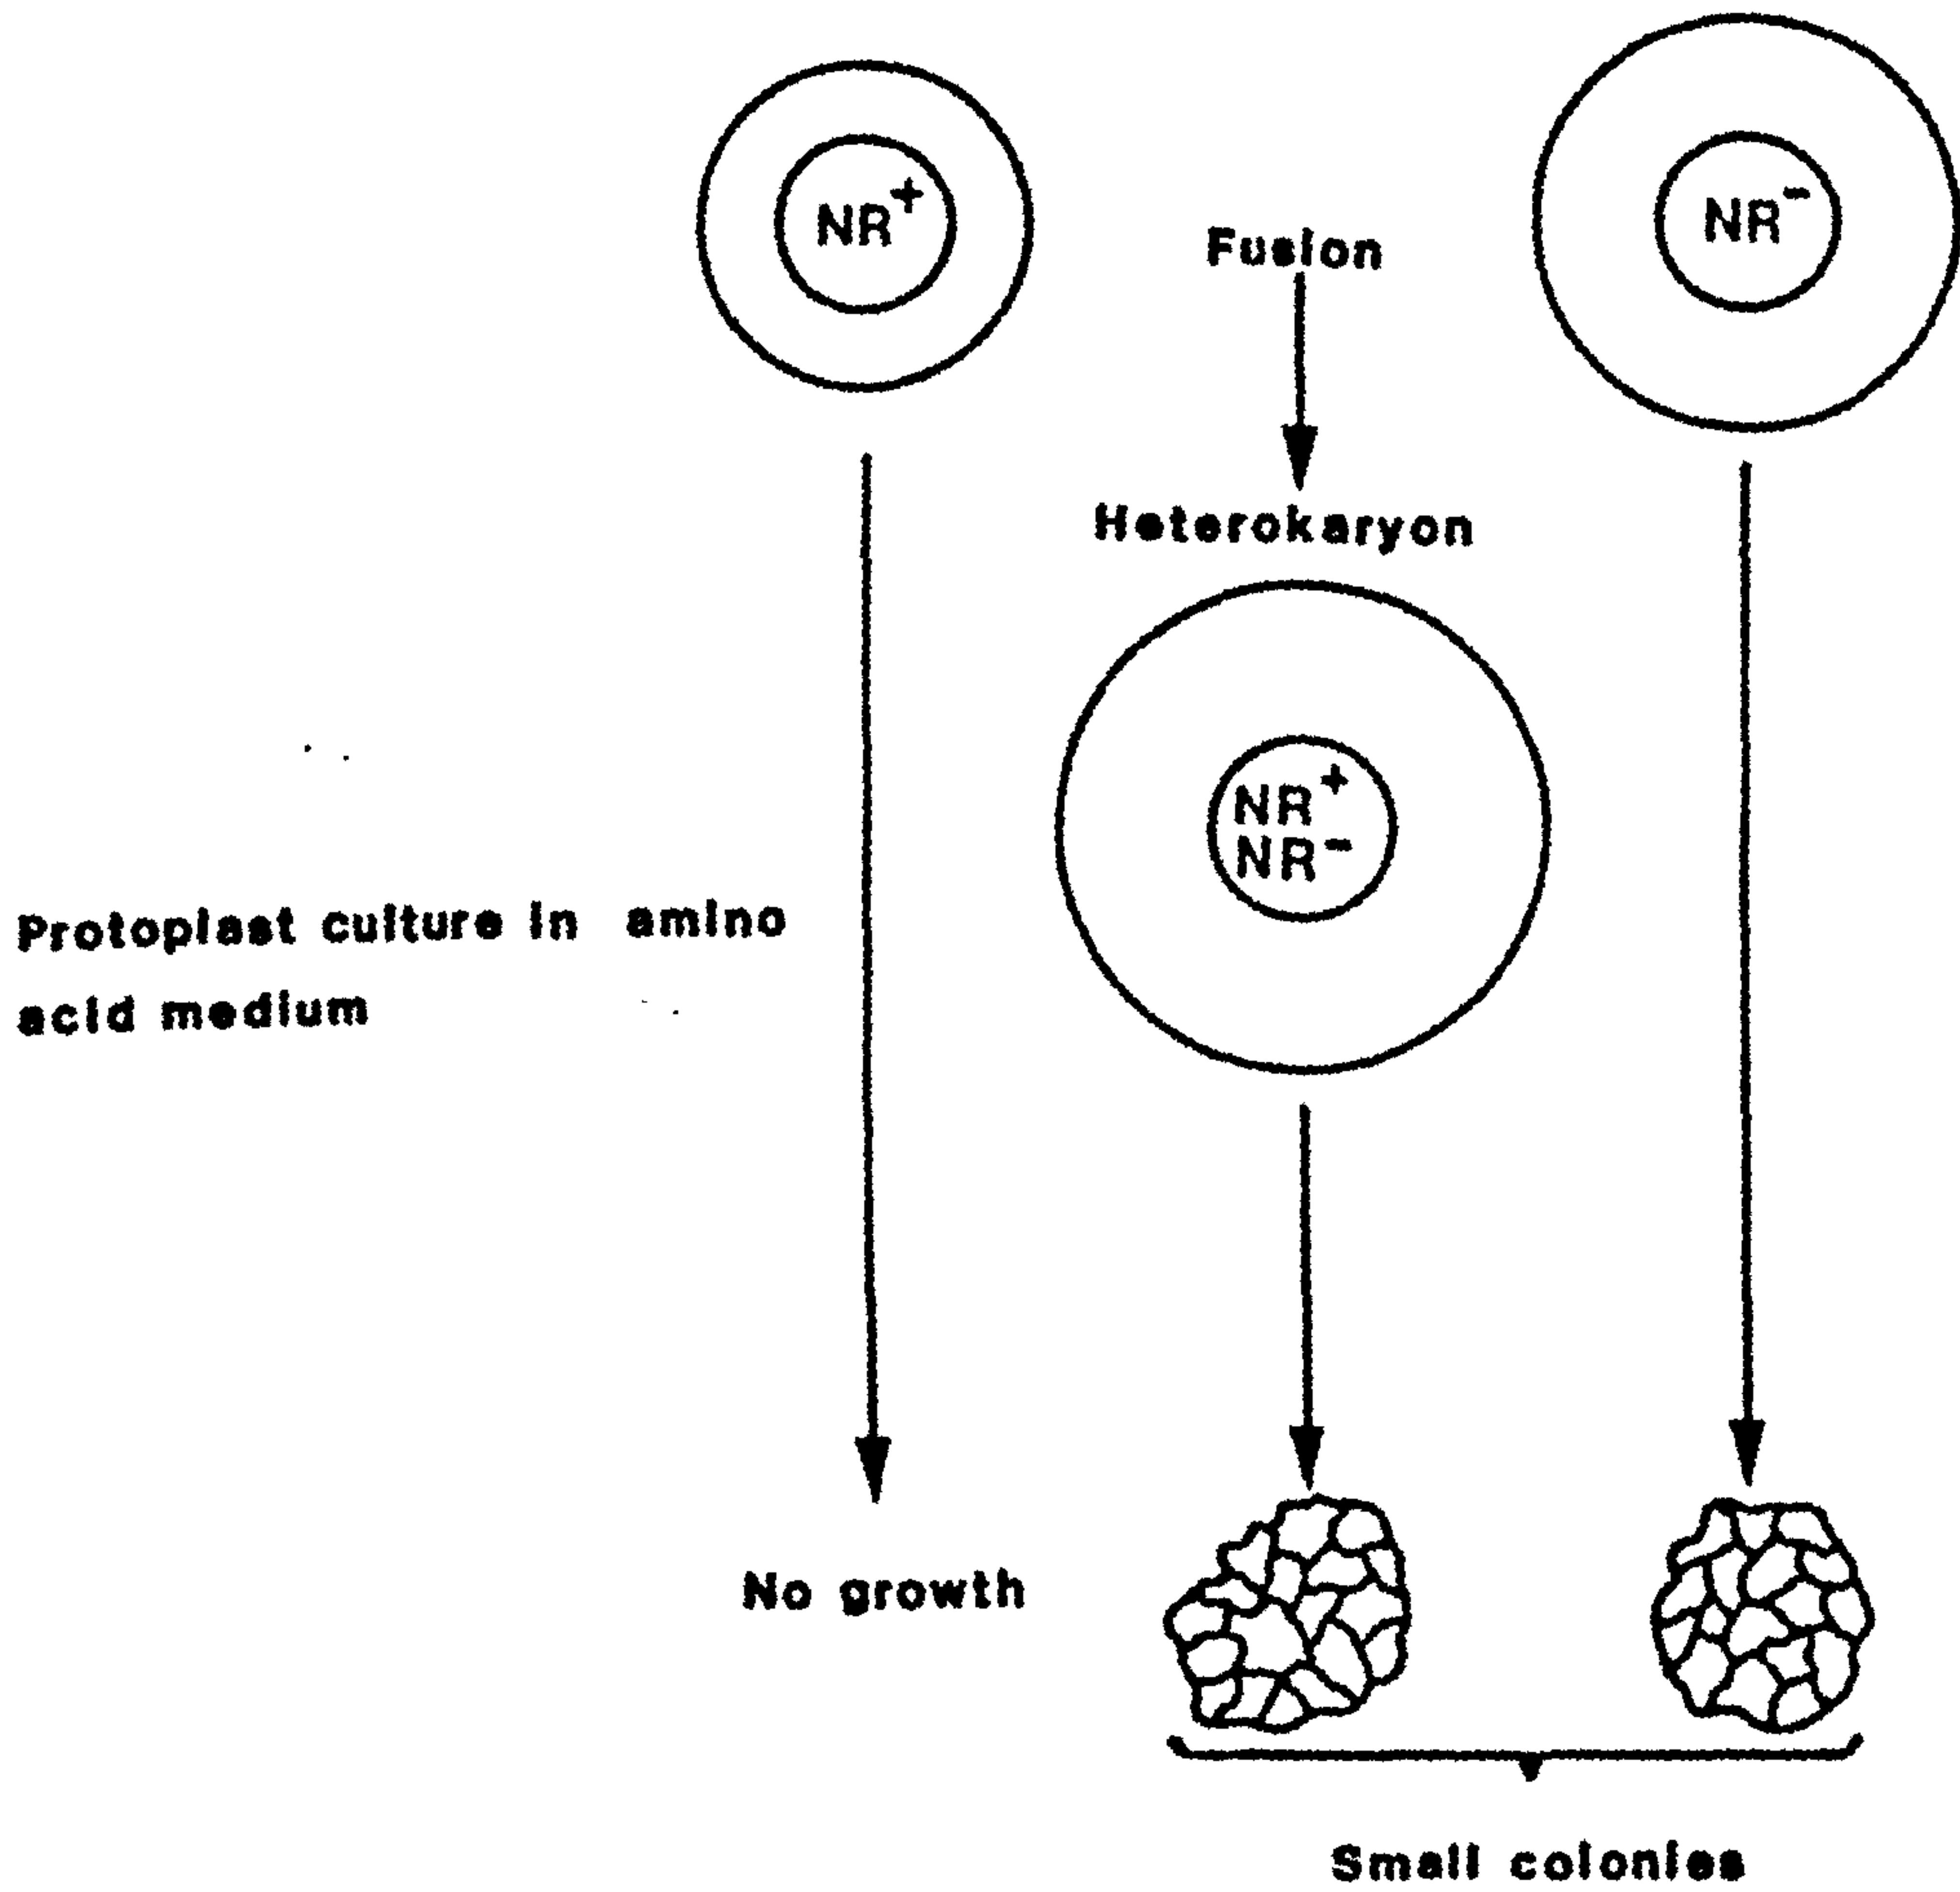 NR+
NR-
Fusion
Heterokaryon
NR+
NR-
Protoplast culture in amino
acid medium
No growth
Small colonies